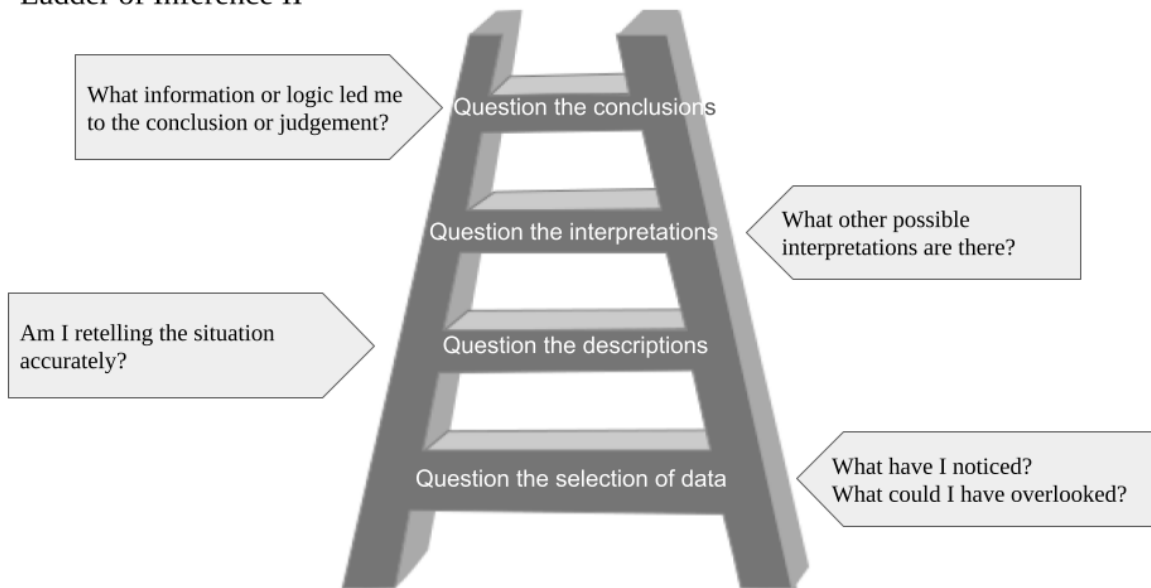 Ladder of Inference II
What information or logic led me
to the conclusion or judgement?
Question the conclusions
Question the interpretations
What other possible
interpretations are there?
Am I retelling the situation
accurately?
Question the descriptions
Question the selection of data
What have I noticed?
What could I have overlooked?